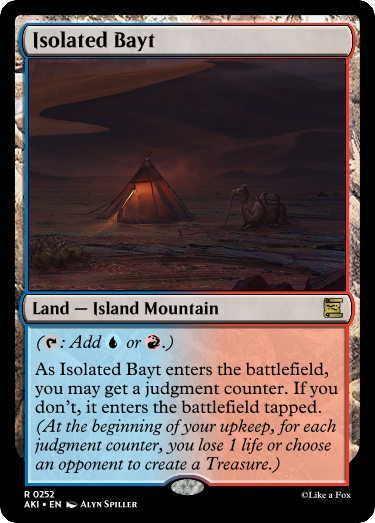 Isolated Bayt
Land — Island Mountain
(: Add or .)
As Isolated Bayt enters the battlefield,
you may get a judgment counter. If you
don't, it enters the battlefield tapped.
(At the beginning of your upkeep, for each
judgment counter, you lose 1 life or choose
an opponent to create a Treasure.)
R 0252
AKI • EN Alyn Spiller
©Like a Fox